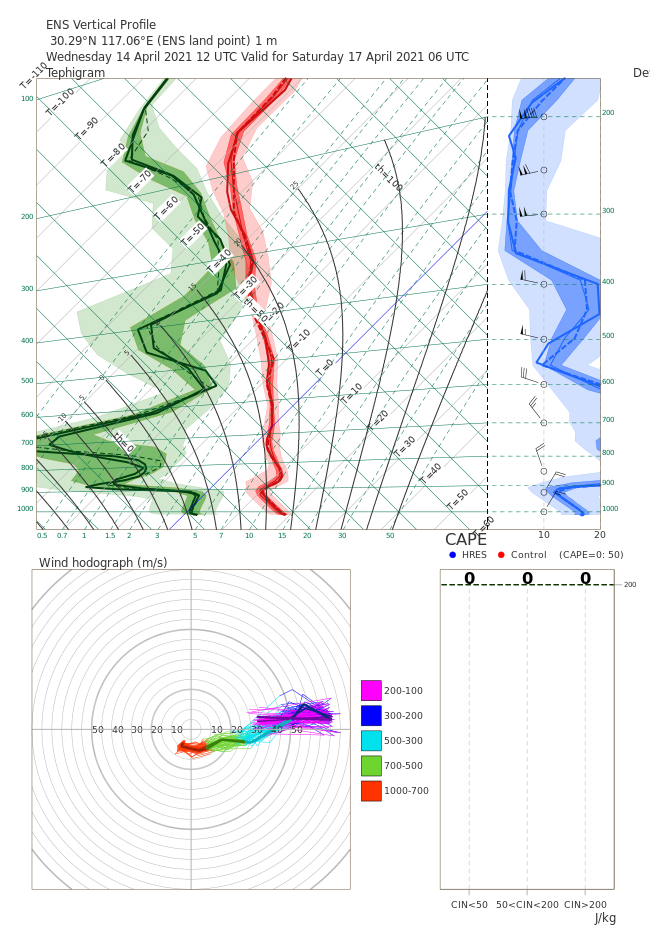 ENS Vertical Profile
30.29°N 117.06°E (ENS land point) 1 m
Wednesday 14 April 2021 12 UTC Valid for Saturday 17 April 2021 06 UTC
Tephigram
De
T=-110
T=-100
T=-90
T=-80
T=-70
T=-60
T=-50
T=-40
T=-30
T=-20
T=-10
T=0
T=10
T=20
T=30
T=40
T=50
T=60
th=0
th=50
th=100
100
200
300
400
500
600
700
800
900
1000
-10
-5
0
5
15
25
0.5 0.7 1 1.5 2 3 5 7 10 15 20 30 50
200
300
400
500
600
700
800
900
1000
10 20
CAPE
HRES Control (CAPE=0: 50)
0 0 0
200
CIN<50 50<CIN<200 CIN>200
J/kg
Wind hodograph (m/s)
50 40 30 20 10 10 20 30 40 50
200-100
300-200
500-300
700-500
1000-700